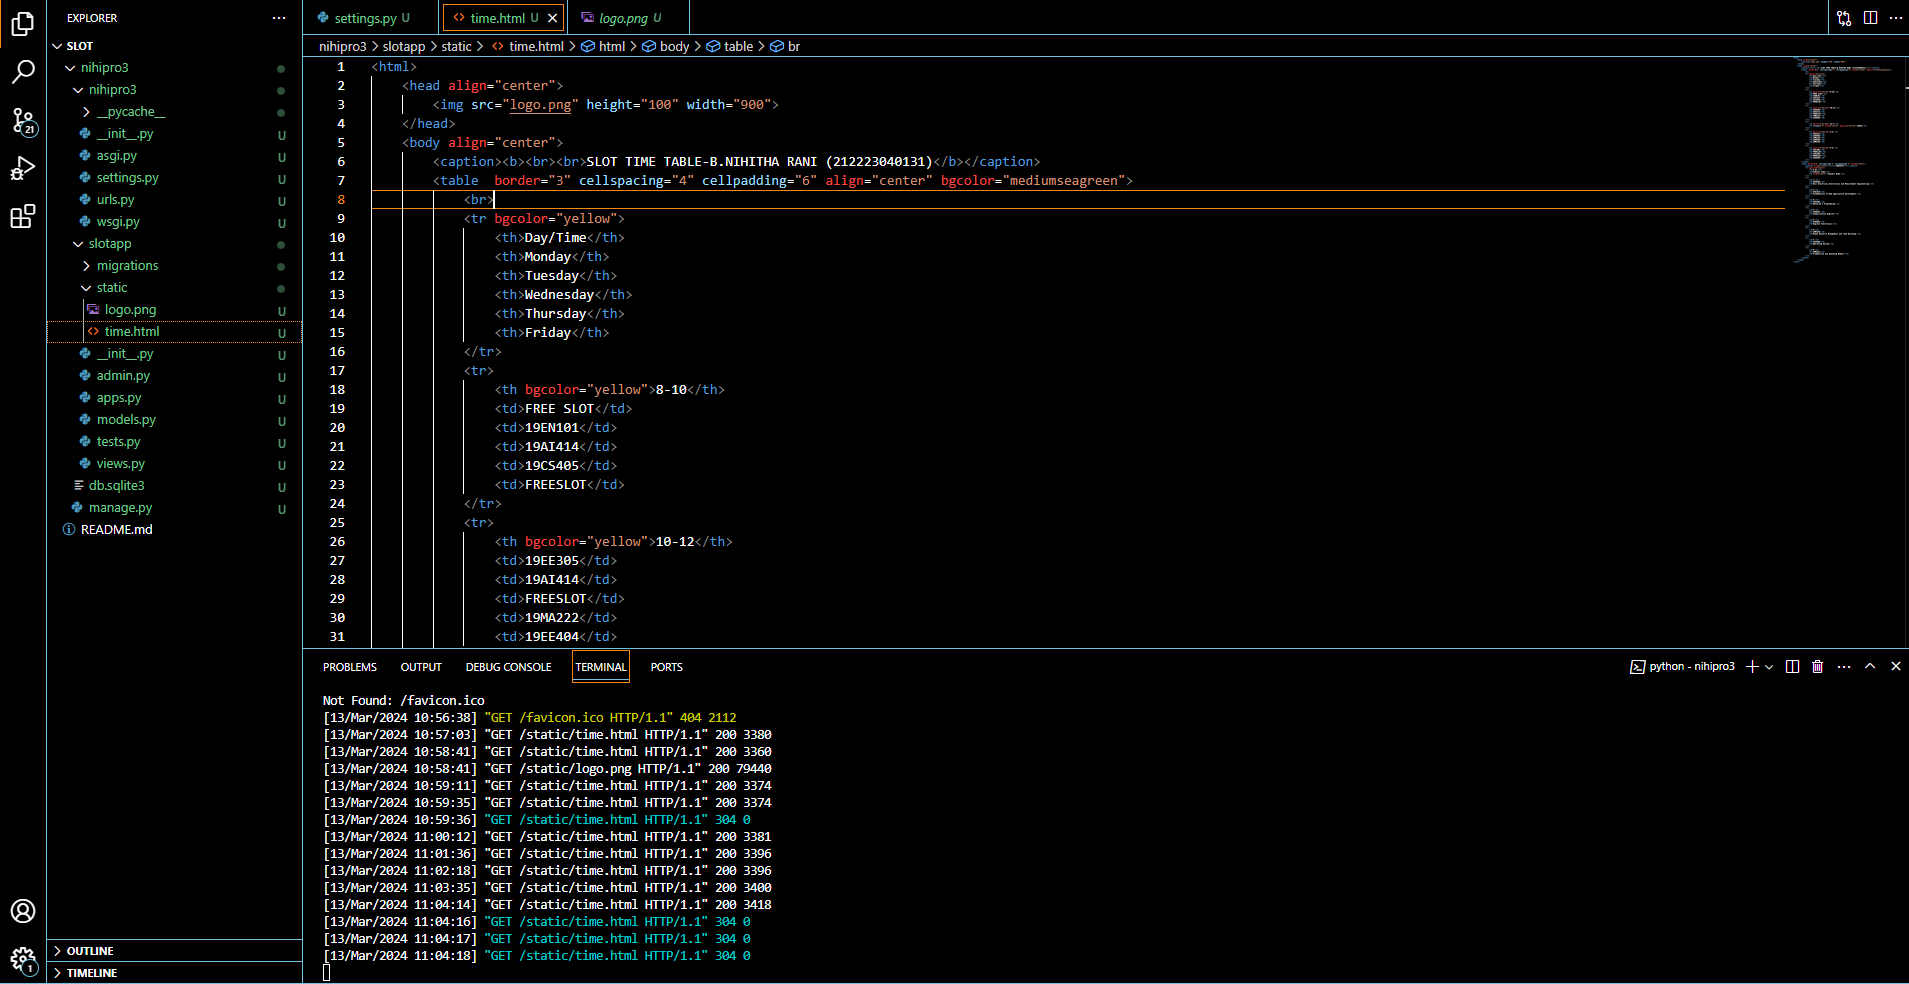 EXPLORER
SLOT
nihipro3
nihipro3
__pycache__
__init__.py U
asgi.py U
settings.py U
urls.py U
wsgi.py U
slotapp
migrations
static
logo.png U
time.html U
__init__.py U
admin.py U
apps.py U
models.py U
tests.py U
views.py U
db.sqlite3 U
manage.py U
README.md
OUTLINE
TIMELINE
21
1
settings.py U
time.html U
logo.png U
nihipro3 > slotapp > static > time.html > html > body > table > br
1 <html>
2 <head align="center">
3 <img src="logo.png" height="100" width="900">
4 </head>
5 <body align="center">
6 <caption><b><br><br>SLOT TIME TABLE-B.NIHITHA RANI (212223040131)</b></caption>
7 <table  border="3" cellspacing="4" cellpadding="6" align="center" bgcolor="mediumseagreen">
8 <br>
9 <tr bgcolor="yellow">
10 <th>Day/Time</th>
11 <th>Monday</th>
12 <th>Tuesday</th>
13 <th>Wednesday</th>
14 <th>Thursday</th>
15 <th>Friday</th>
16 </tr>
17 <tr>
18 <th bgcolor="yellow">8-10</th>
19 <td>FREE SLOT</td>
20 <td>19EN101</td>
21 <td>19AI414</td>
22 <td>19CS405</td>
23 <td>FREESLOT</td>
24 </tr>
25 <tr>
26 <th bgcolor="yellow">10-12</th>
27 <td>19EE305</td>
28 <td>19AI414</td>
29 <td>FREESLOT</td>
30 <td>19MA222</td>
31 <td>19EE404</td>
PROBLEMS OUTPUT DEBUG CONSOLE TERMINAL PORTS
python - nihipro3
Not Found: /favicon.ico
[13/Mar/2024 10:56:38] "GET /favicon.ico HTTP/1.1" 404 2112
[13/Mar/2024 10:57:03] "GET /static/time.html HTTP/1.1" 200 3380
[13/Mar/2024 10:58:41] "GET /static/time.html HTTP/1.1" 200 3360
[13/Mar/2024 10:58:41] "GET /static/logo.png HTTP/1.1" 200 79440
[13/Mar/2024 10:59:11] "GET /static/time.html HTTP/1.1" 200 3374
[13/Mar/2024 10:59:35] "GET /static/time.html HTTP/1.1" 200 3374
[13/Mar/2024 10:59:36] "GET /static/time.html HTTP/1.1" 304 0
[13/Mar/2024 11:00:12] "GET /static/time.html HTTP/1.1" 200 3381
[13/Mar/2024 11:01:36] "GET /static/time.html HTTP/1.1" 200 3396
[13/Mar/2024 11:02:18] "GET /static/time.html HTTP/1.1" 200 3396
[13/Mar/2024 11:03:35] "GET /static/time.html HTTP/1.1" 200 3400
[13/Mar/2024 11:04:14] "GET /static/time.html HTTP/1.1" 200 3418
[13/Mar/2024 11:04:16] "GET /static/time.html HTTP/1.1" 304 0
[13/Mar/2024 11:04:17] "GET /static/time.html HTTP/1.1" 304 0
[13/Mar/2024 11:04:18] "GET /static/time.html HTTP/1.1" 304 0